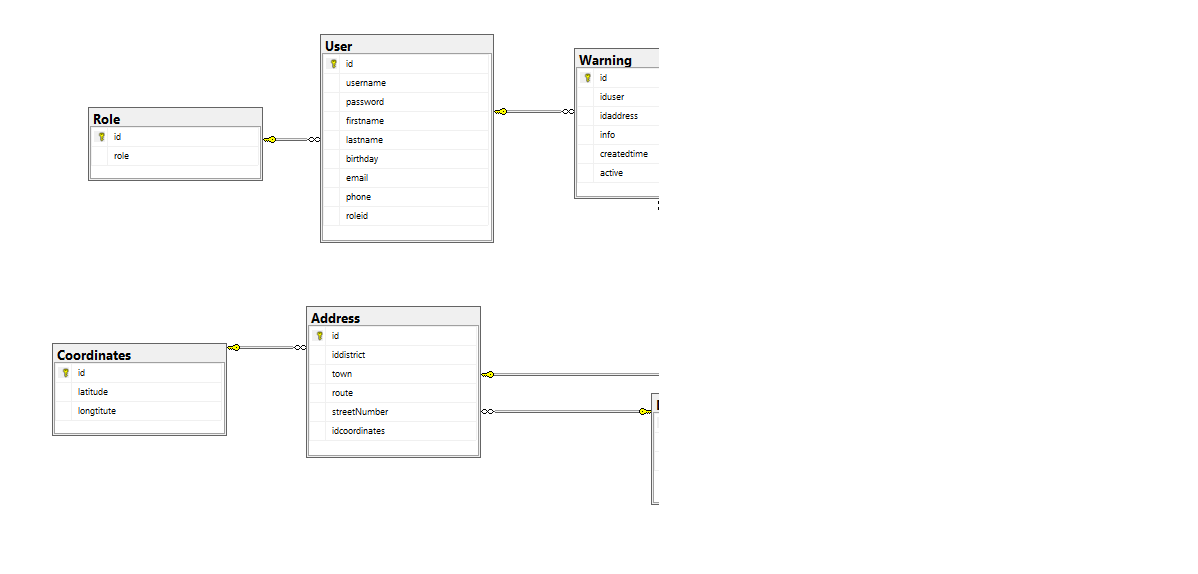 Role
id
role
User
id
username
password
firstname
lastname
birthday
email
phone
roleid
Warning
id
iduser
idaddress
info
createdtime
active
Coordinates
id
latitude
longtitute
Address
id
iddistrict
town
route
streetNumber
idcoordinates